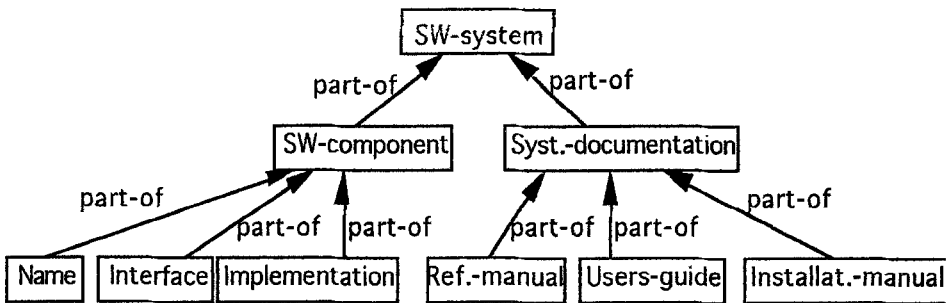 SW-system
part-of
part-of
SW-component
Syst.-documentation
part-of
part-of
part-of
part-of
part-of
part-of
Name
Interface
Implementation
Ref.-manual
Users-guide
Installat.-manual